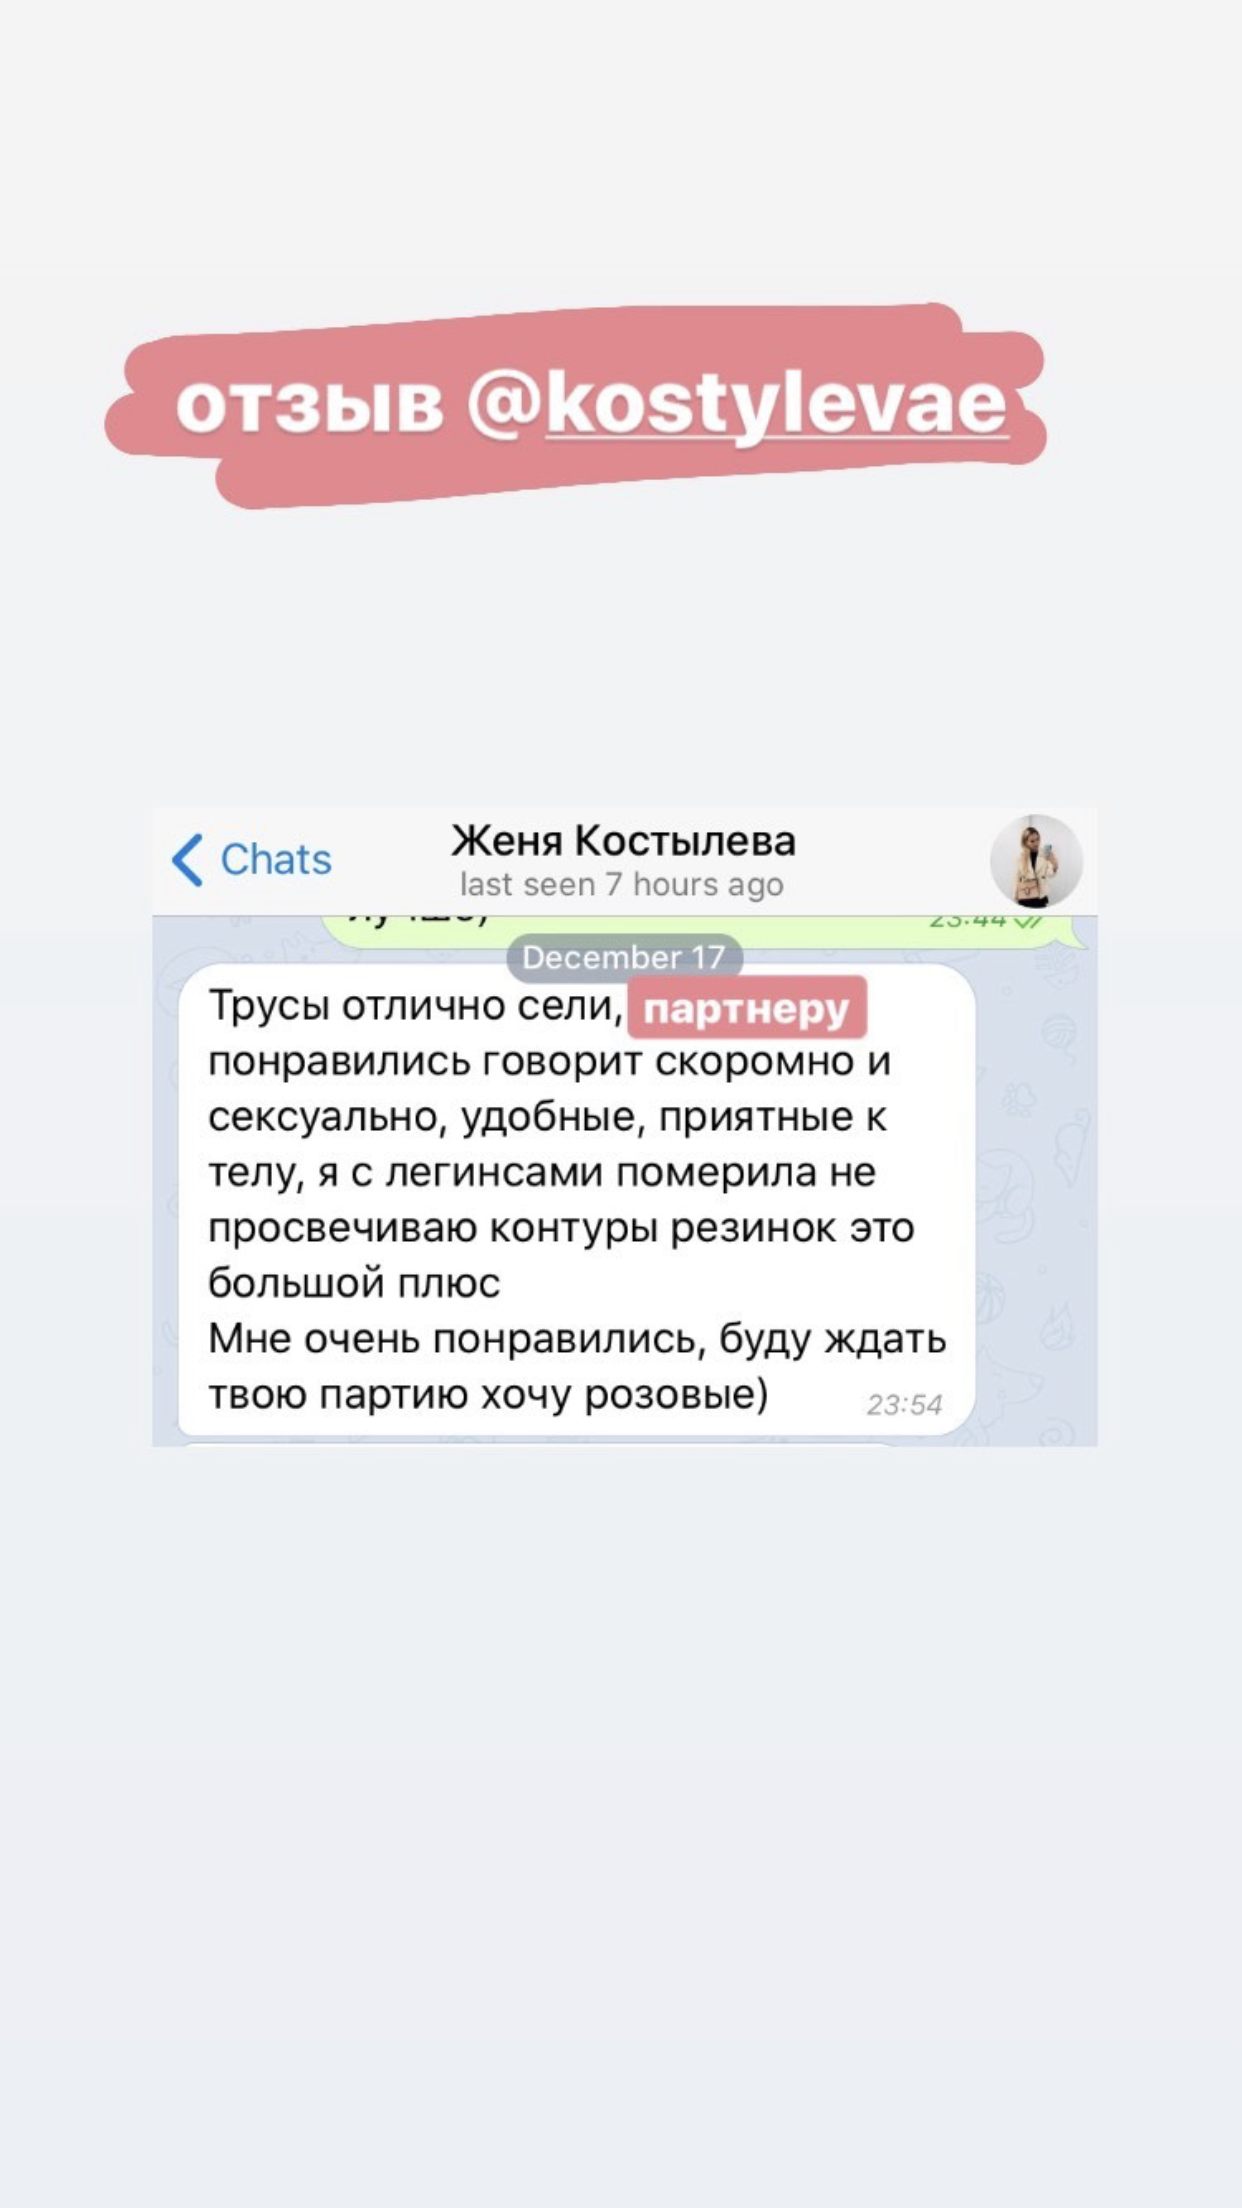 отзыв @kostylevae
Chats
Женя Костылева
last seen 7 hours ago
23:44
December 17
Трусы отлично сели, партнеру
понравились говорит скоромно и
сексуально, удобные, приятные к
телу, я с легинсами померила не
просвечиваю контуры резинок это
большой плюс
Мне очень понравились, буду ждать
твою партию хочу розовые)
23:54